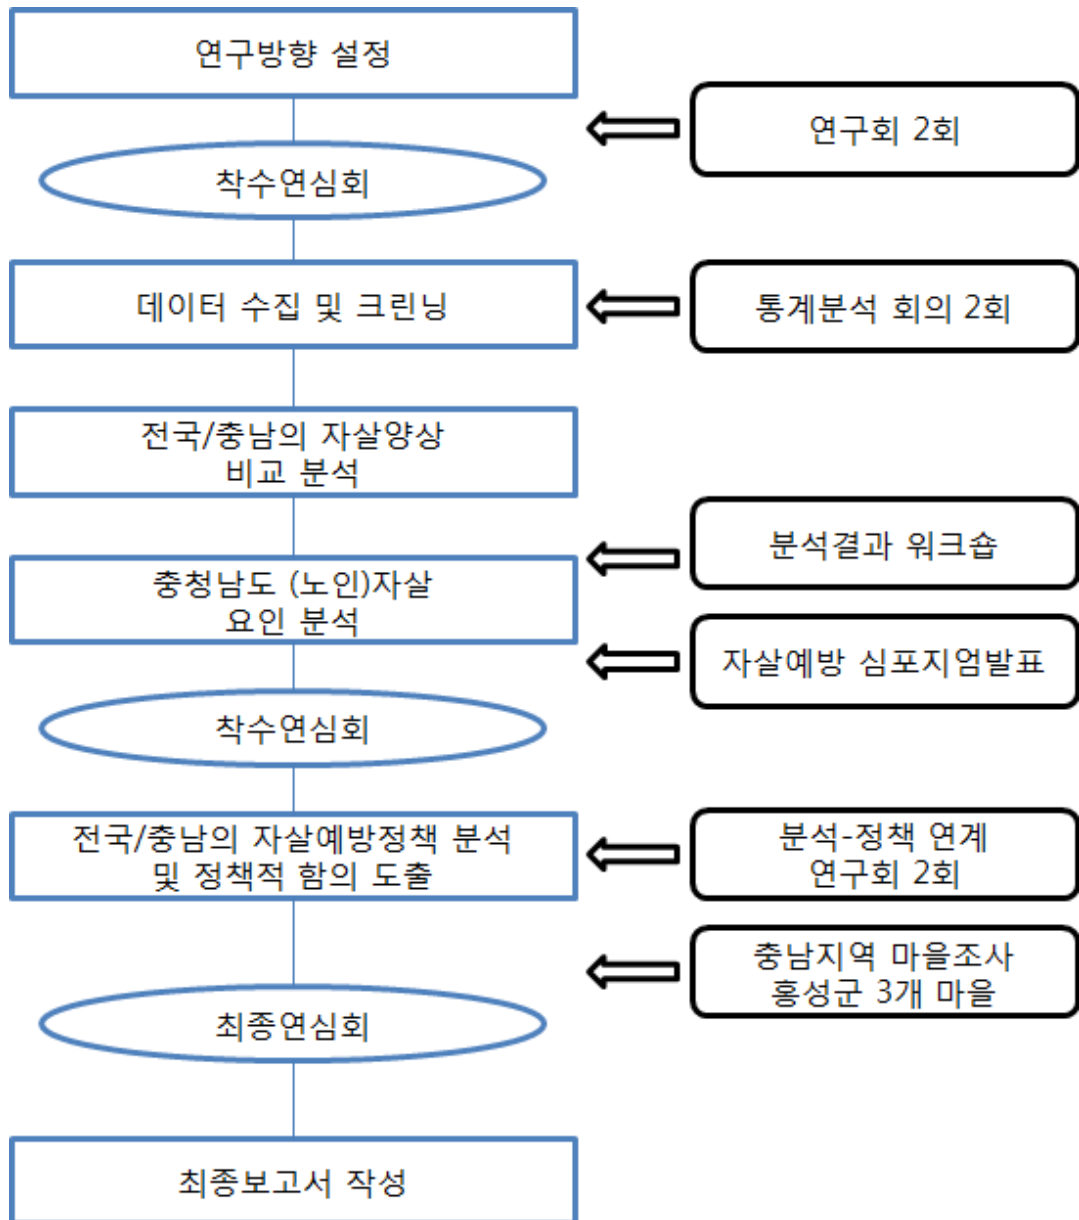 연구방향 설정
연구회 2회
착수연심회
데이터 수집 및 크린닝
통계분석 회의 2회
전국/충남의 자살양상
비교 분석
분석결과 워크숍
충청남도 (노인)자살
요인 분석
자살예방 심포지엄발표
착수연심회
전국/충남의 자살예방정책 분석
및 정책적 함의 도출
분석-정책 연계
연구회 2회
충남지역 마을조사
홍성군 3개 마을
최종연심회
최종보고서 작성